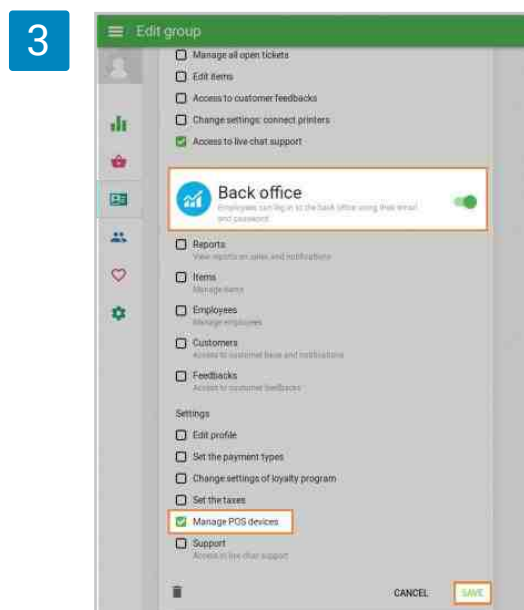 3
Edit group
Manage all open tickets
Edit items
Access to customer feedbacks
Change settings: connect printers
Access to live chat support
Back office
Employees can log in to the back office using their email
and password
Reports
View reports on sales and notifications
Items
Manage items
Employees
Manage employees
Customers
Access to customer base and notifications
Feedbacks
Access to customer feedbacks
Settings
Edit profile
Set the payment types
Change settings of loyalty program
Set the taxes
Manage POS devices
Support
Access to live chat support
CANCEL
SAVE